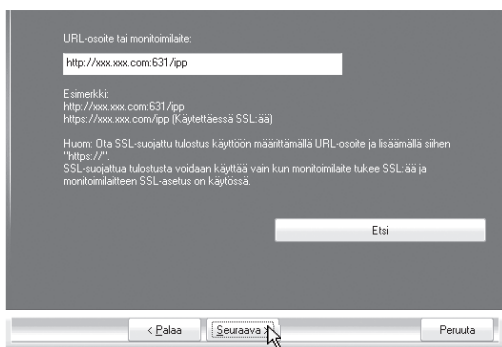 URL-osoite tai monitoimilaite:
http://xxx.xxx.com:631/ipp
Esimerkki:
http://xxx.xxx.com:631/ipp
https://xxx.xxx.com/ipp (Käytettäessä SSL:ää)
Huom: Ota SSL-suojattu tulostus käyttöön määrittämällä URL-osoite ja lisäämällä siihen
"https://".
SSL-suojattua tulostusta voidaan käyttää vain kun monitoimilaite tukee SSL:ää ja
monitoimilaitteen SSL-asetus on käytössä.
Etsi
< Palaa
Seuraava >
Peruuta